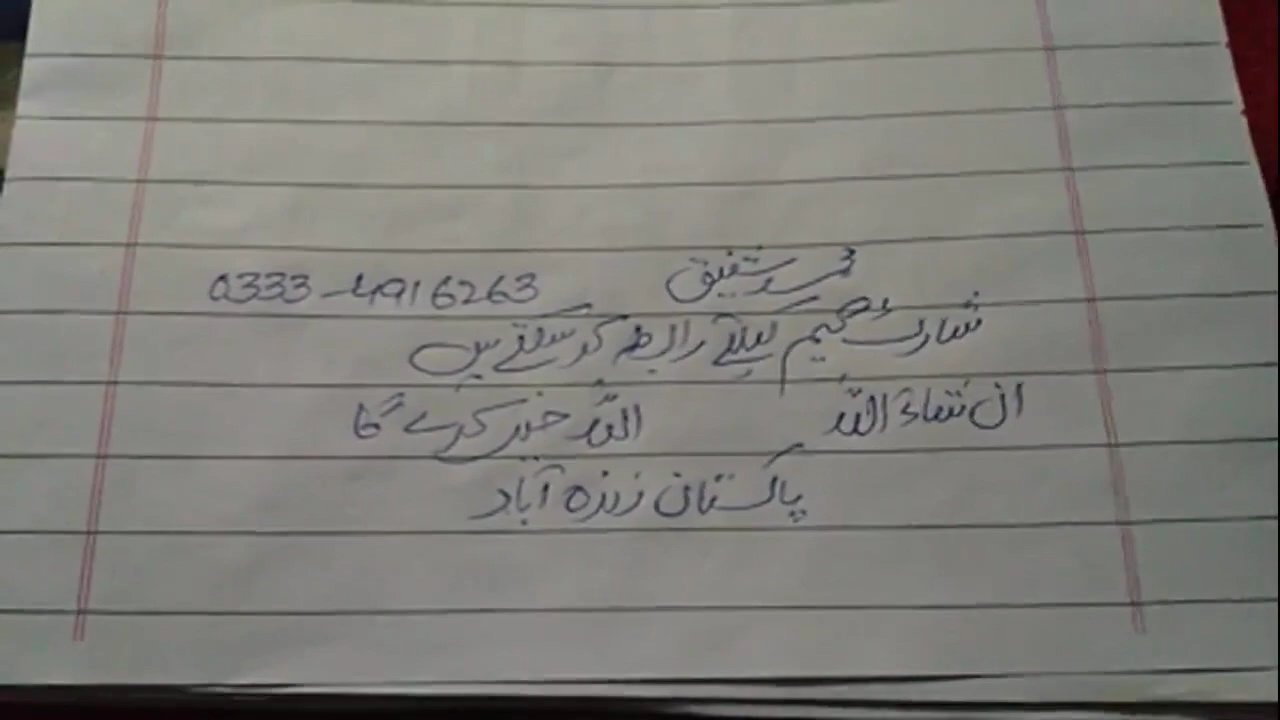 محمد شفیق 0333-4916263
شارٹ گیم کیلئے رابطہ کر سکتے ہیں
ان شاء اللہ اللہ خیر کرے گا
پاکستان زندہ آباد